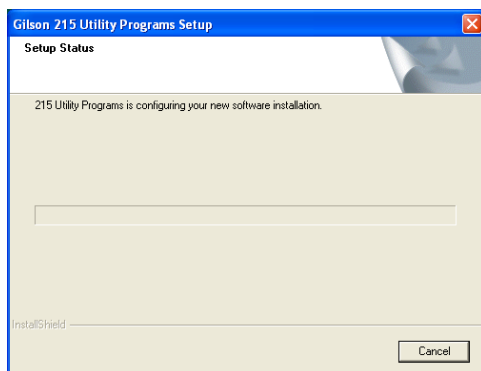 Gilson 215 Utility Programs Setup
Setup Status
215 Utility Programs is configuring your new software installation.
InstallShield
Cancel